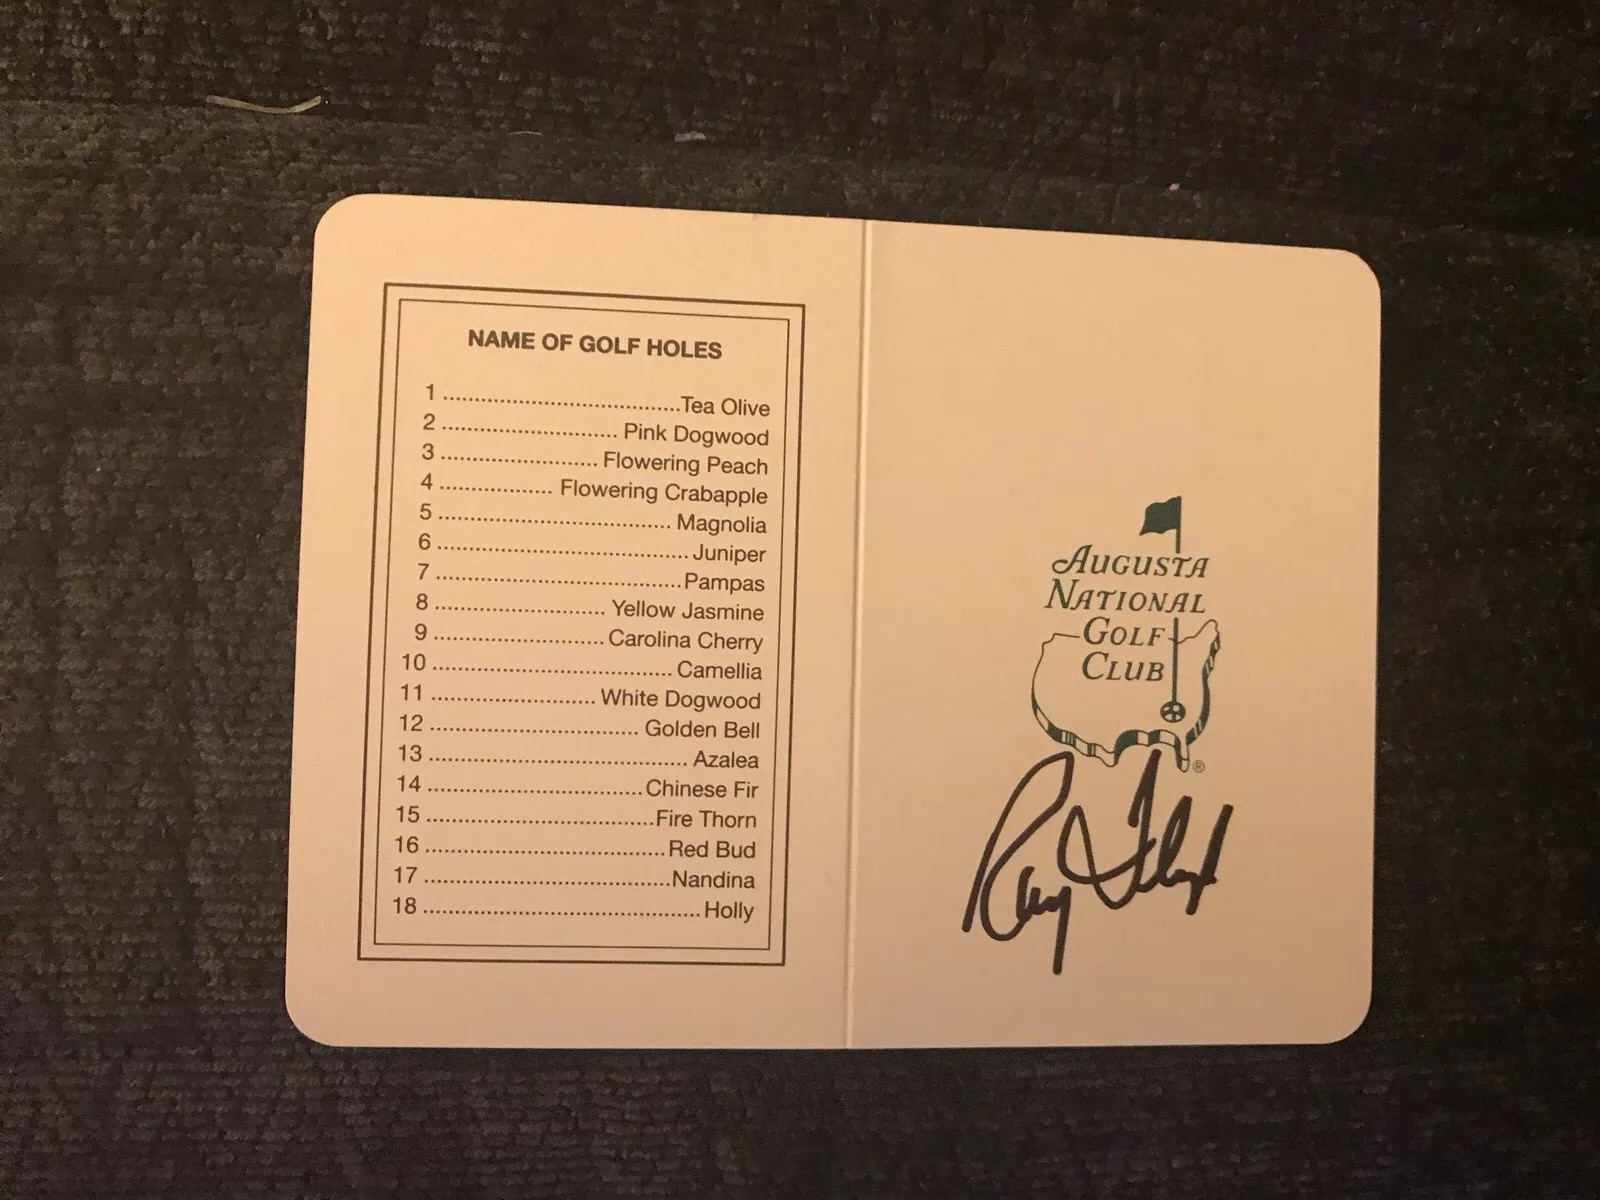 NAME OF GOLF HOLES
1 ..................................... Tea Olive
2 ............................ Pink Dogwood
3 ......................... Flowering Peach
4 .................. Flowering Crabapple
5 ..................................... Magnolia
6 ........................................ Juniper
7 ....................................... Pampas
8 ........................... Yellow Jasmine
9 ........................... Carolina Cherry
10 ...................................... Camellia
11 .......................... White Dogwood
12 ................................. Golden Bell
13 ......................................... Azalea
14 .................................. Chinese Fir
15 .................................... Fire Thorn
16 ...................................... Red Bud
17 ....................................... Nandina
18 ............................................ Holly
AUGUSTA
NATIONAL
GOLF
CLUB
®
Ray Floyd